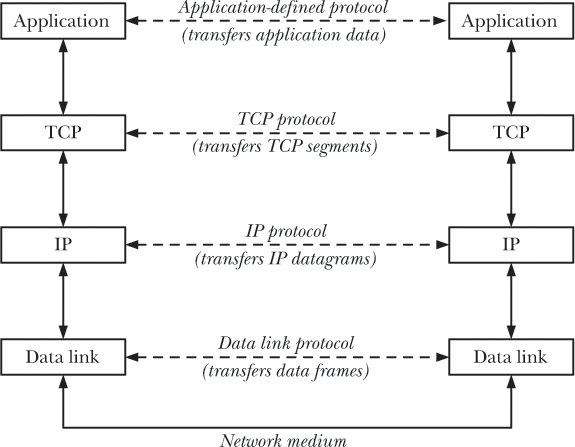 Application
Application-defined protocol
(transfers application data)
Application
TCP
TCP protocol
(transfers TCP segments)
TCP
IP
IP protocol
(transfers IP datagrams)
IP
Data link
Data link protocol
(transfers data frames)
Data link
Network medium